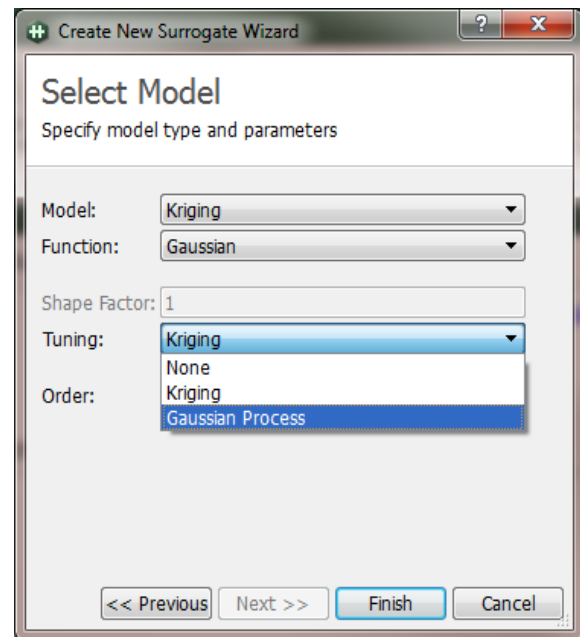 Create New Surrogate Wizard
Select Model
Specify model type and parameters
Model: Kriging
Function: Gaussian
Shape Factor: 1
Tuning: Kriging
None
Order: Kriging
Gaussian Process
<< Previous Next >> Finish Cancel